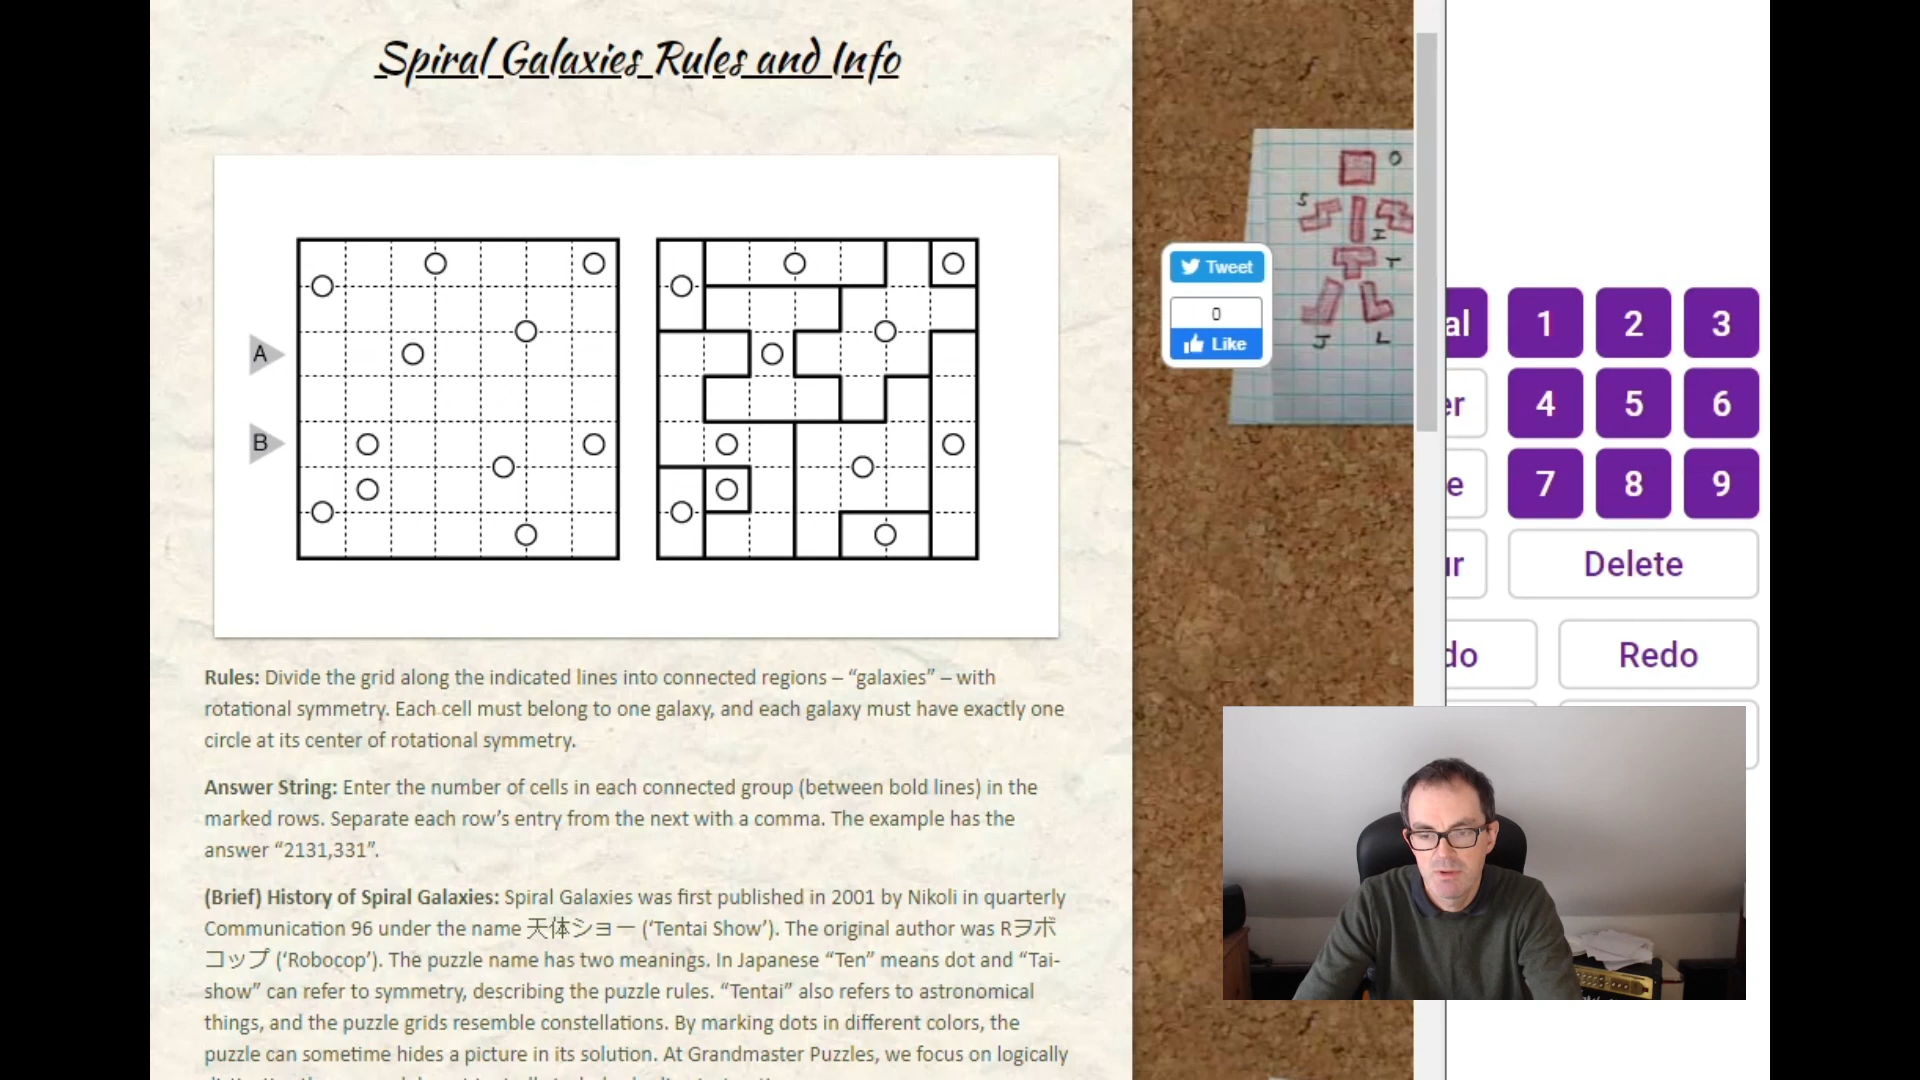 Spiral Galaxies Rules and Info
A
B
O
S
I
T
J
L
Tweet
0
Like
al
1
2
3
er
4
5
6
e
7
8
9
ur
Delete
do
Redo
Rules: Divide the grid along the indicated lines into connected regions – “galaxies” – with
rotational symmetry. Each cell must belong to one galaxy, and each galaxy must have exactly one
circle at its center of rotational symmetry.
Answer String: Enter the number of cells in each connected group (between bold lines) in the
marked rows. Separate each row’s entry from the next with a comma. The example has the
answer “2131,331”.
(Brief) History of Spiral Galaxies: Spiral Galaxies was first published in 2001 by Nikoli in quarterly
Communication 96 under the name 天体ショー (‘Tentai Show’). The original author was Rヲボ
コップ (‘Robocop’). The puzzle name has two meanings. In Japanese “Ten” means dot and “Tai-
show” can refer to symmetry, describing the puzzle rules. “Tentai” also refers to astronomical
things, and the puzzle grids resemble constellations. By marking dots in different colors, the
puzzle can sometime hides a picture in its solution. At Grandmaster Puzzles, we focus on logically